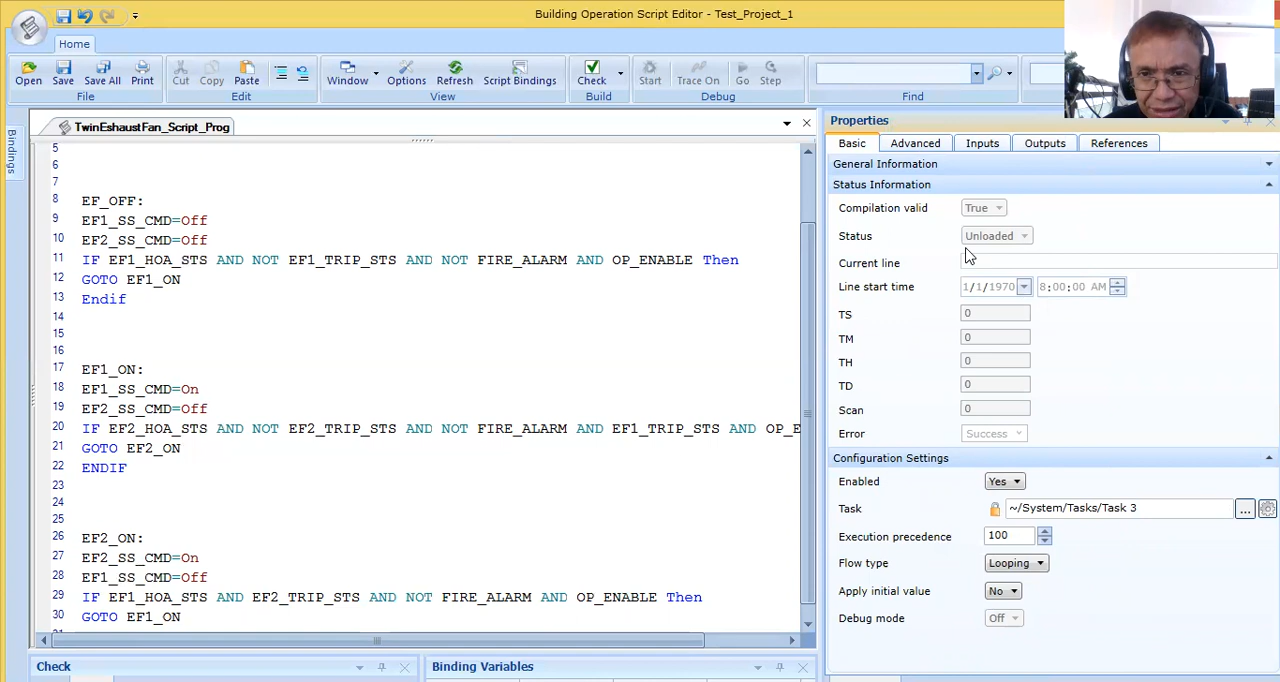 Building Operation Script Editor - Test_Project_1
Home
Open Save Save All Print Cut Copy Paste Window Options Refresh Script Bindings Check Start Trace On Go Step
File Edit View Build Debug Find
Bindings
TwinEshaustFan_Script_Prog
5
6
7
8 EF_OFF:
9 EF1_SS_CMD=Off
10 EF2_SS_CMD=Off
11 IF EF1_HOA_STS AND NOT EF1_TRIP_STS AND NOT FIRE_ALARM AND OP_ENABLE Then
12 GOTO EF1_ON
13 Endif
14
15
16
17 EF1_ON:
18 EF1_SS_CMD=On
19 EF2_SS_CMD=Off
20 IF EF2_HOA_STS AND NOT EF2_TRIP_STS AND NOT FIRE_ALARM AND EF1_TRIP_STS AND OP_E
21 GOTO EF2_ON
22 ENDIF
23
24
25
26 EF2_ON:
27 EF2_SS_CMD=On
28 EF1_SS_CMD=Off
29 IF EF1_HOA_STS AND EF2_TRIP_STS AND NOT FIRE_ALARM AND OP_ENABLE Then
30 GOTO EF1_ON
Check
Binding Variables
Properties
Basic Advanced Inputs Outputs References
General Information
Status Information
Compilation valid True
Status Unloaded
Current line
Line start time 1/1/1970 8:00:00 AM
TS 0
TM 0
TH 0
TD 0
Scan 0
Error Success
Configuration Settings
Enabled Yes
Task ~/System/Tasks/Task 3 ...
Execution precedence 100
Flow type Looping
Apply initial value No
Debug mode Off